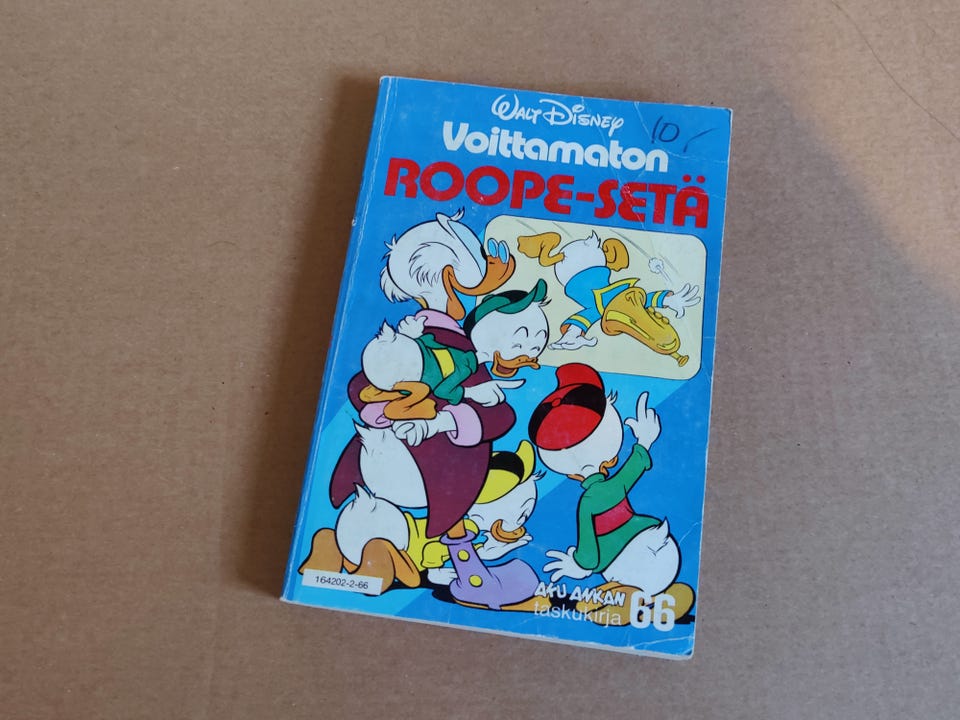 Walt Disney
10,-
Voittamaton
ROOPE-SETÄ
164202-2-66
AKU ANKAN
taskukirja 66